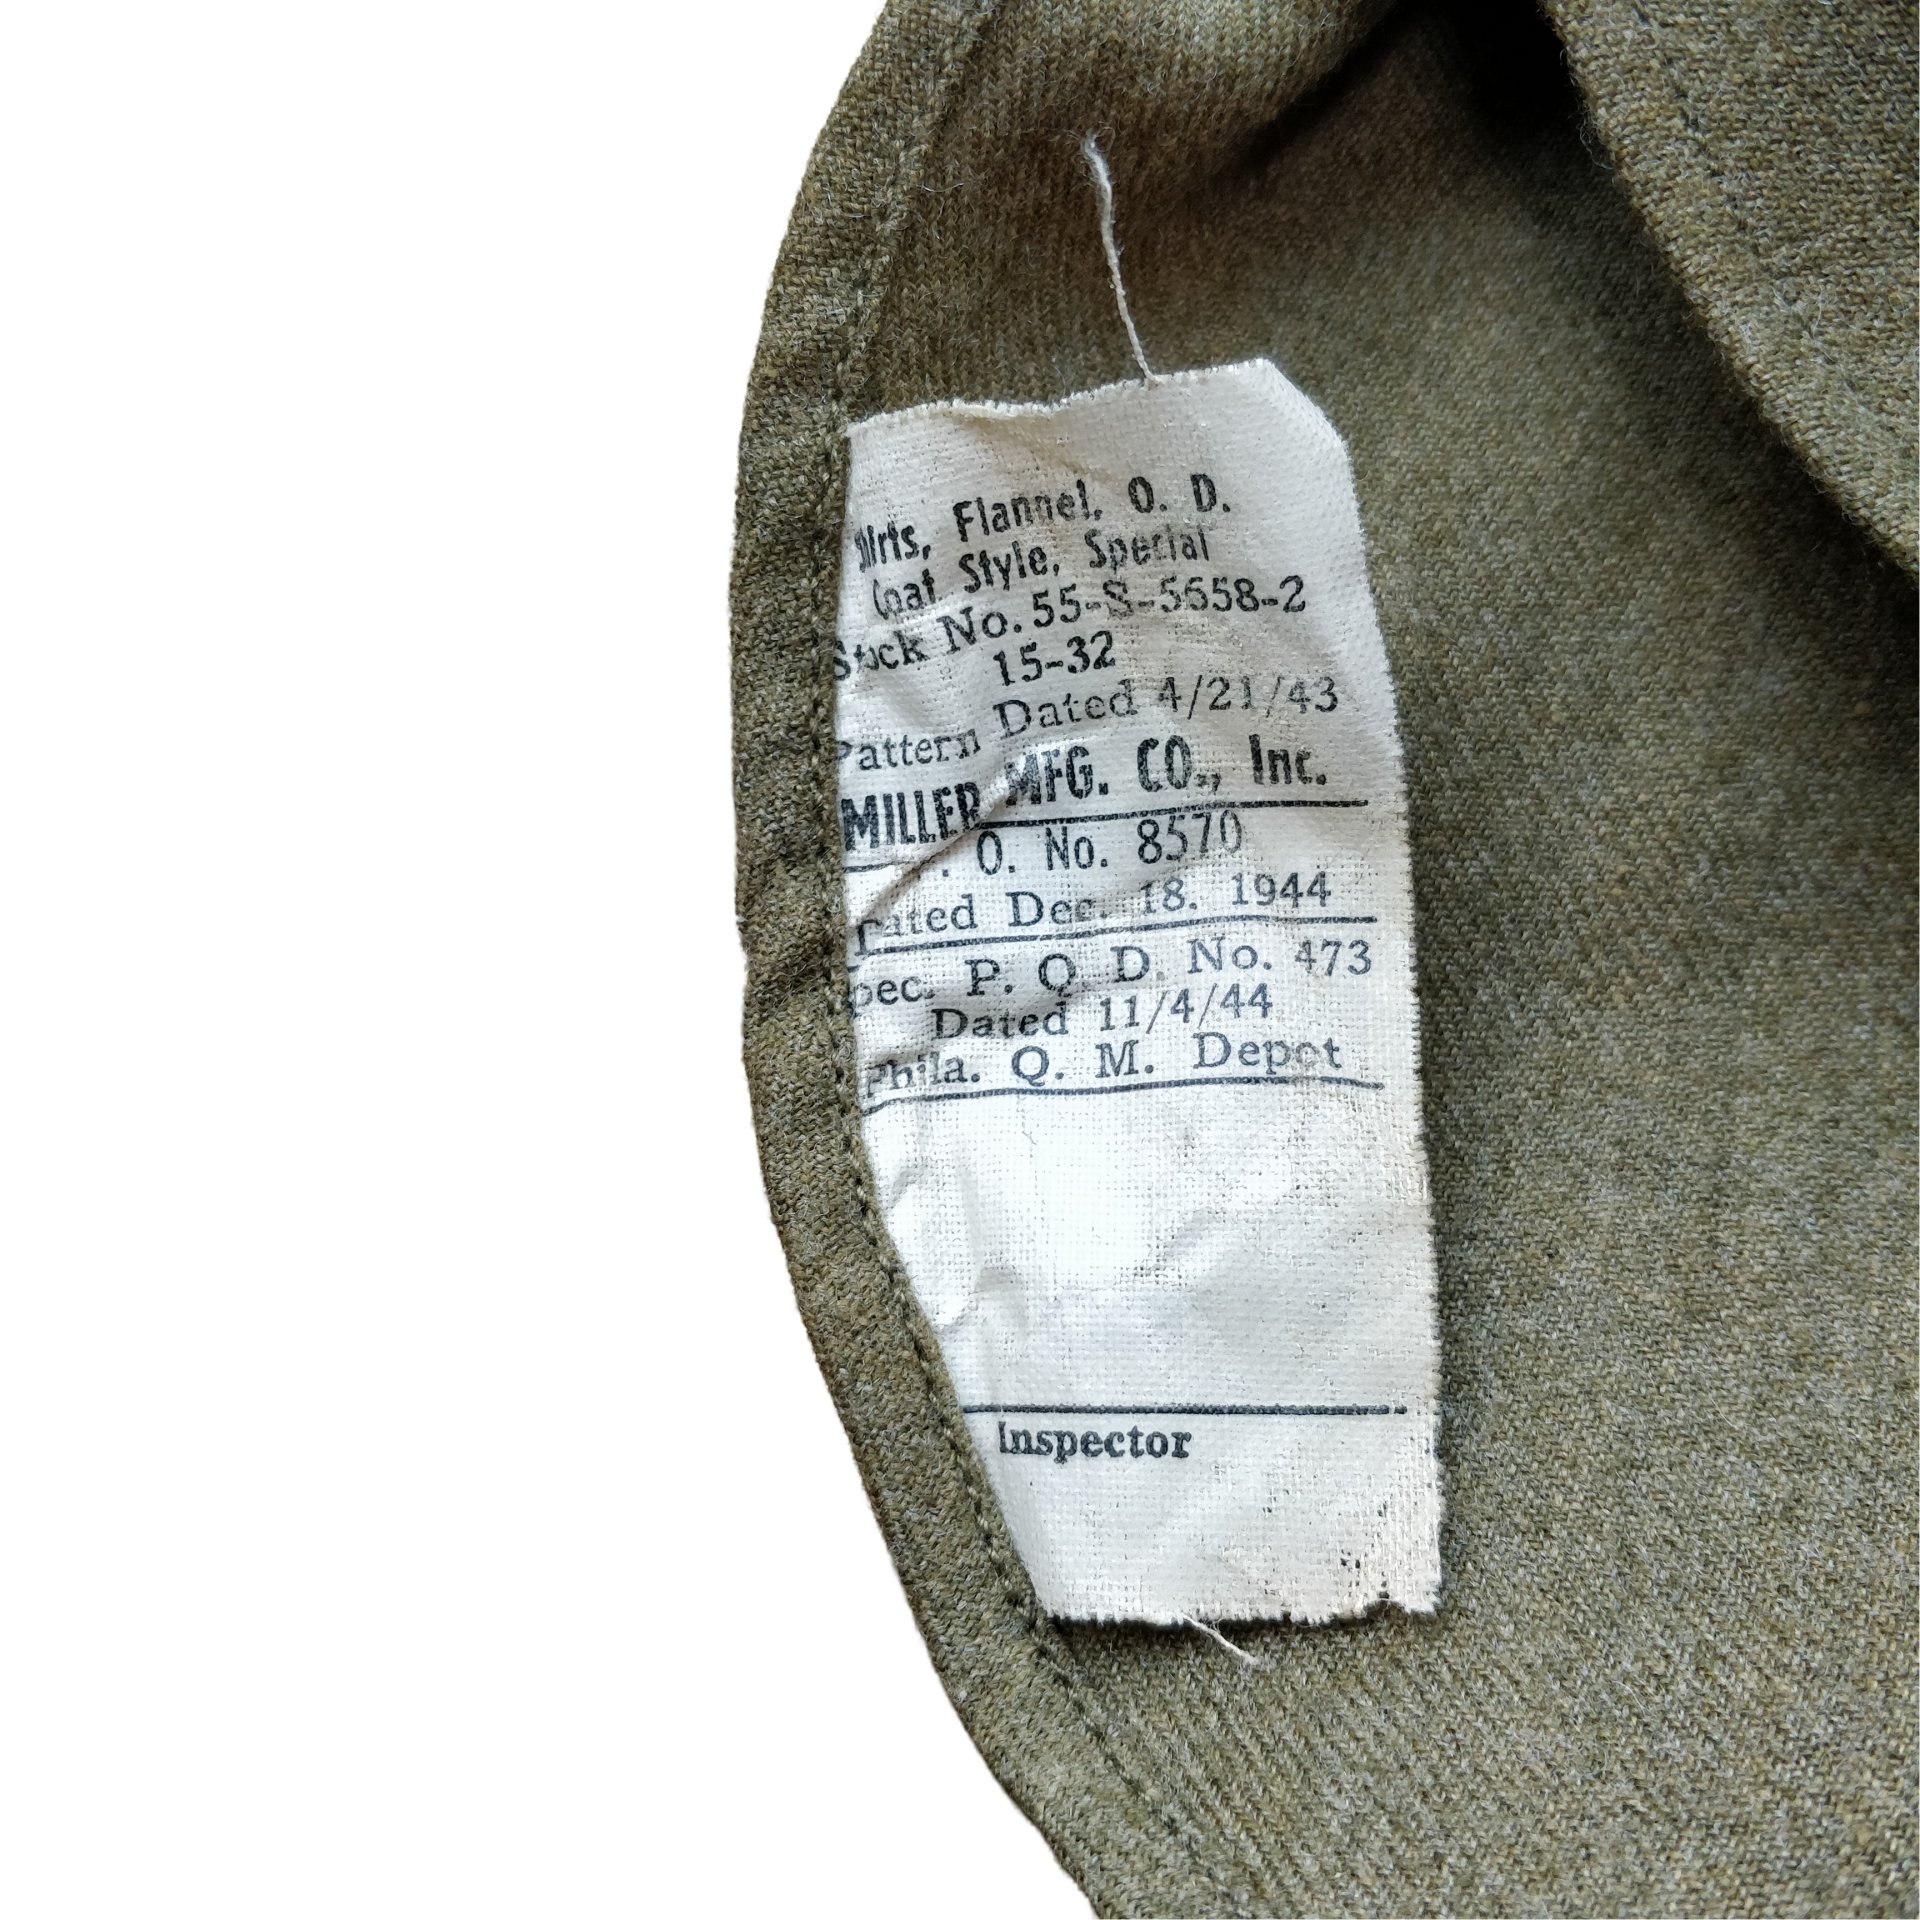 Shirts, Flannel, O. D.
Coat Style, Special
Stock No. 55-S-5658-2
15-32
Pattern Dated 4/21/43
MILLER MFG. CO., Inc.
. O. No. 8570
Dated Dec. 18. 1944
pec. P. Q D. No. 473
Dated 11/4/44
Phila. Q. M. Depot
Inspector